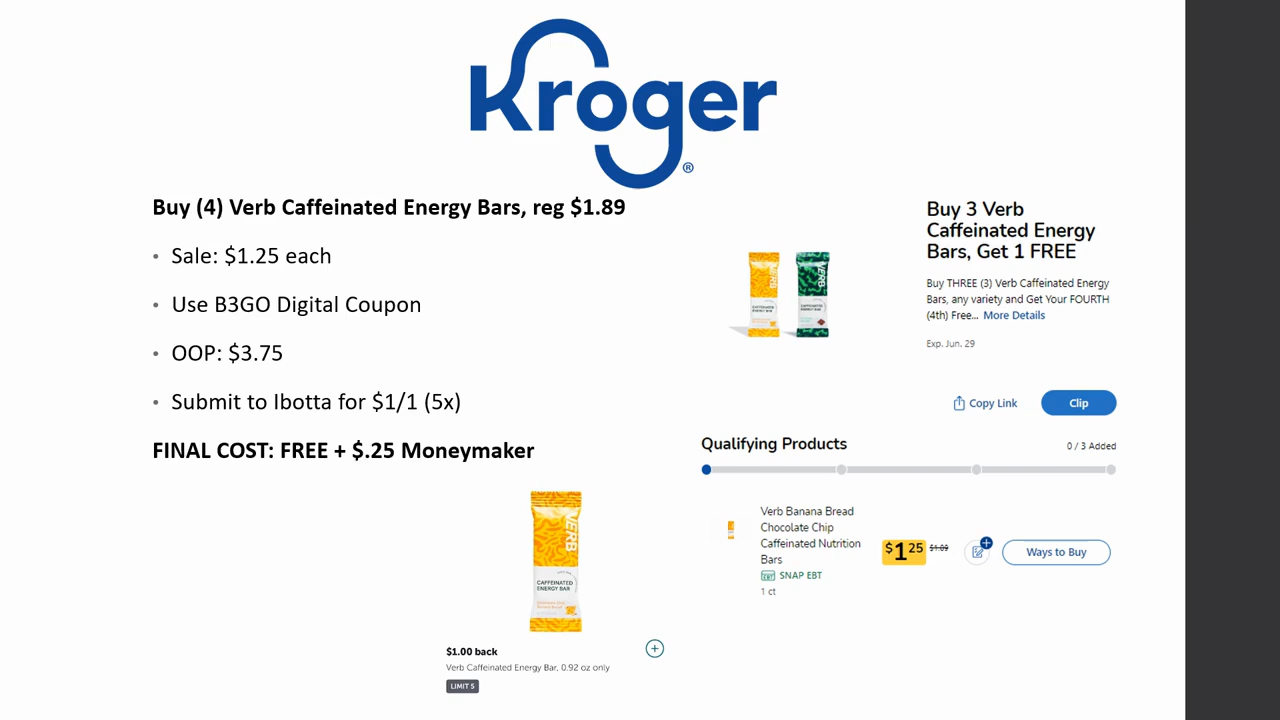 Kroger
®
Buy (4) Verb Caffeinated Energy Bars, reg $1.89
• Sale: $1.25 each
• Use B3GO Digital Coupon
• OOP: $3.75
• Submit to Ibotta for $1/1 (5x)
FINAL COST: FREE + $.25 Moneymaker
VERB
CAFFEINATED
ENERGY BAR
$1.00 back
Verb Caffeinated Energy Bar, 0.92 oz only
LIMIT 5
Buy 3 Verb
Caffeinated Energy
Bars, Get 1 FREE
VERB
VERB
Buy THREE (3) Verb Caffeinated Energy
Bars, any variety and Get Your FOURTH
(4th) Free... More Details
Exp. Jun. 29
Copy Link
Clip
Qualifying Products
0 / 3 Added
Verb Banana Bread
Chocolate Chip
Caffeinated Nutrition
Bars
EBT SNAP EBT
1 ct
$1 25
Ways to Buy